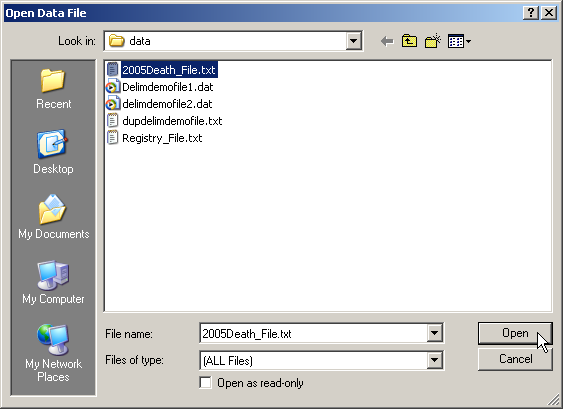 Open Data File
Look in: data
2005Death_File.txt
Delimdemofile1.dat
delimdemofile2.dat
dupdelimdemofile.txt
Registry_File.txt
Recent
Desktop
My Documents
My Computer
My Network
Places
File name: 2005Death_File.txt Open
Files of type: (ALL Files) Cancel
Open as read-only